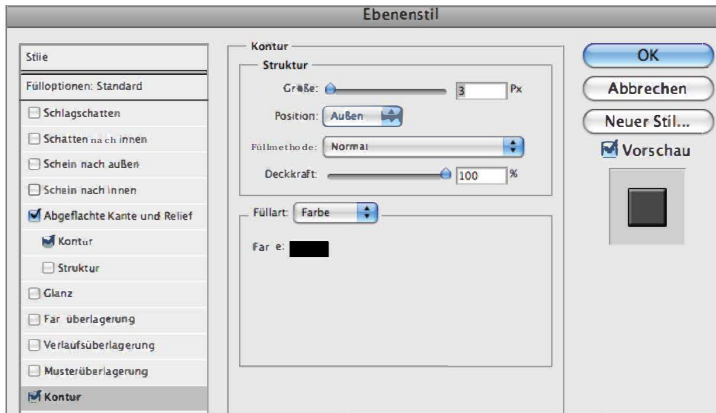 Ebenenstil
Stile
Fülloptionen: Standard
Schlagschatten
Schatten nach innen
Schein nach außen
Schein nach innen
Abgeflachte Kante und Relief
Kontur
Struktur
Glanz
Far überlagerung
Verlaufsüberlagerung
Musterüberlagerung
Kontur
Kontur
Struktur
Größe: 3 Px
Position: Außen
Füllmethode: Normal
Deckkraft: 100 %
Füllart: Farbe
Far e:
OK
Abbrechen
Neuer Stil...
Vorschau